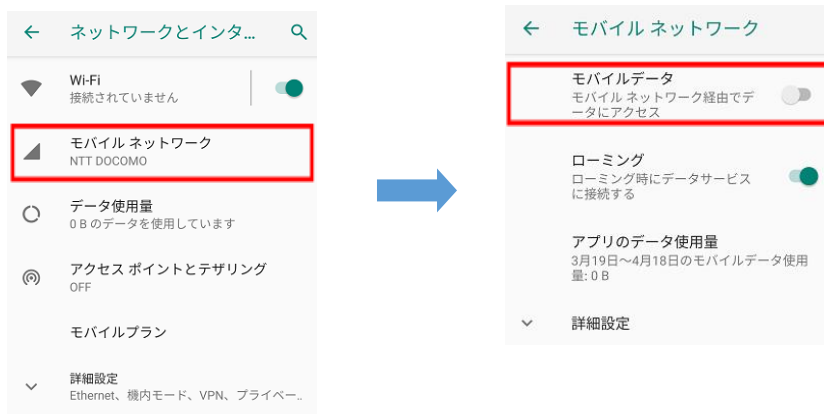 ネットワークとインタ...
Wi-Fi
接続されていません
モバイル ネットワーク
NTT DOCOMO
データ使用量
0 B のデータを使用しています
アクセス ポイントとテザリング
OFF
モバイルプラン
詳細設定
Ethernet、機内モード、VPN、プライベー..
モバイル ネットワーク
モバイルデータ
モバイル ネットワーク経由でデ
ータにアクセス
ローミング
ローミング時にデータサービス
に接続する
アプリのデータ使用量
3月19日～4月18日のモバイルデータ使用
量: 0 B
詳細設定